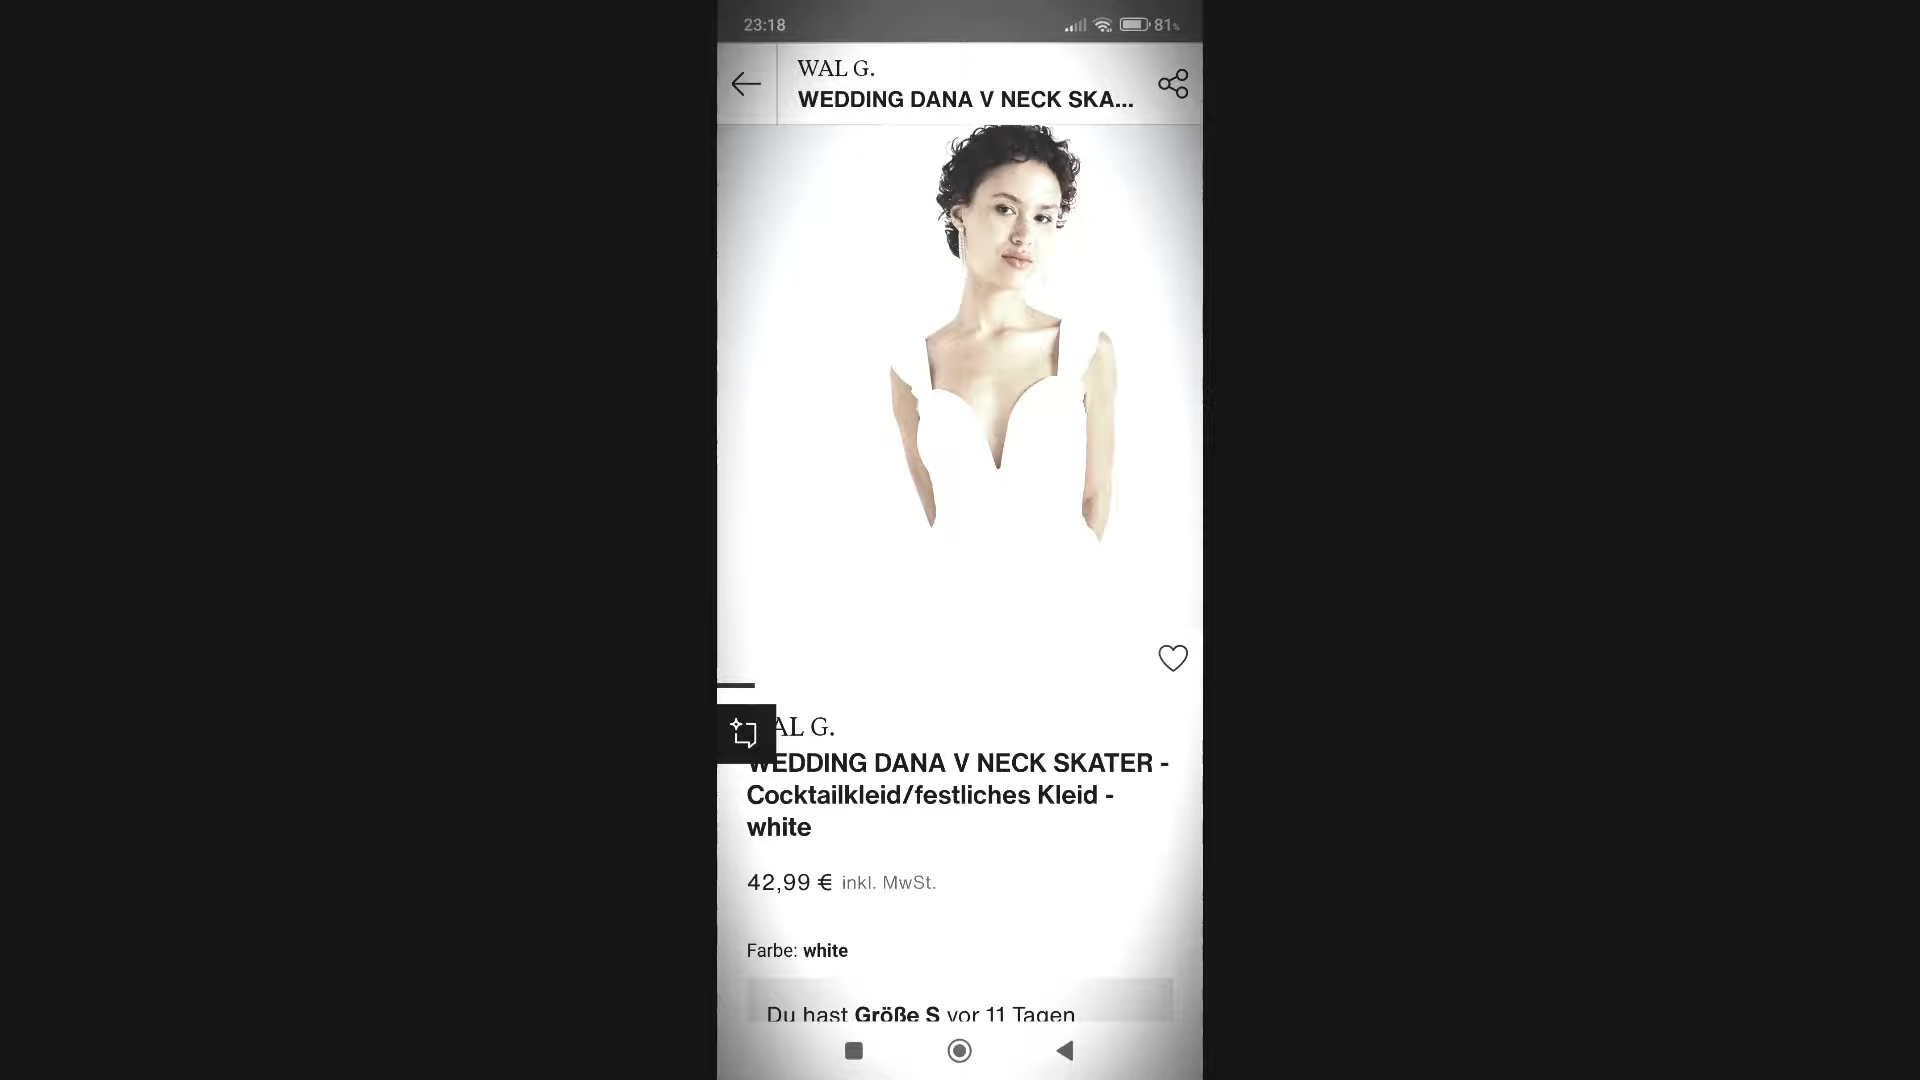 23:18
81%
WAL G.
WEDDING DANA V NECK SKA...
AL G.
WEDDING DANA V NECK SKATER -
Cocktailkleid/festliches Kleid -
white
42,99 € inkl. MwSt.
Farbe: white
Du hast Größe S vor 11 Tagen